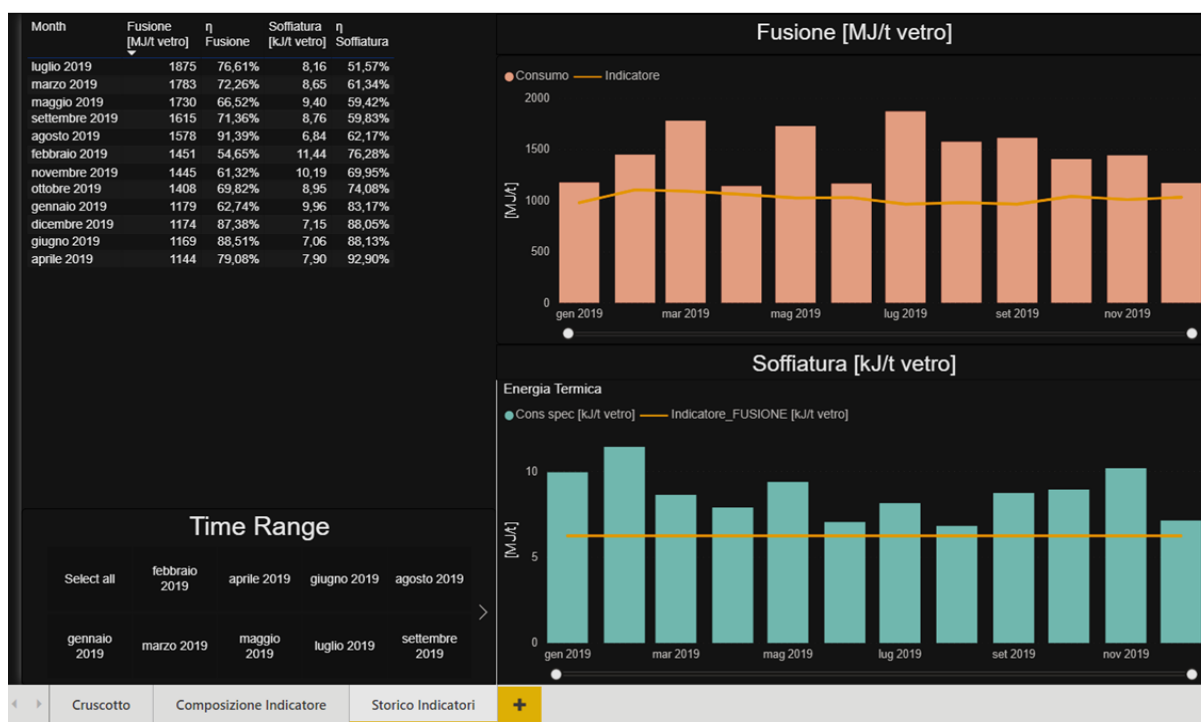 Month Fusione [MJ/t vetro] η Fusione Soffiatura [kJ/t vetro] η Soffiatura
luglio 2019 1875 76,61% 8,16 51,57%
marzo 2019 1783 72,26% 8,65 61,34%
maggio 2019 1730 66,52% 9,40 59,42%
settembre 2019 1615 71,36% 8,76 59,83%
agosto 2019 1578 91,39% 6,84 62,17%
febbraio 2019 1451 54,65% 11,44 76,28%
novembre 2019 1445 61,32% 10,19 69,95%
ottobre 2019 1408 69,82% 8,95 74,08%
gennaio 2019 1179 62,74% 9,96 83,17%
dicembre 2019 1174 87,38% 7,15 88,05%
giugno 2019 1169 88,51% 7,06 88,13%
aprile 2019 1144 79,08% 7,90 92,90%
Fusione [MJ/t vetro]
Consumo Indicatore
2000
1500
1000
500
0
[MJ/t]
gen 2019 mar 2019 mag 2019 lug 2019 set 2019 nov 2019
Soffiatura [kJ/t vetro]
Energia Termica
Cons spec [kJ/t vetro] Indicatore_FUSIONE [kJ/t vetro]
10
5
0
[MJ/t]
gen 2019 mar 2019 mag 2019 lug 2019 set 2019 nov 2019
Time Range
Select all febbraio 2019 aprile 2019 giugno 2019 agosto 2019
gennaio 2019 marzo 2019 maggio 2019 luglio 2019 settembre 2019
Cruscotto Composizione Indicatore Storico Indicatori +